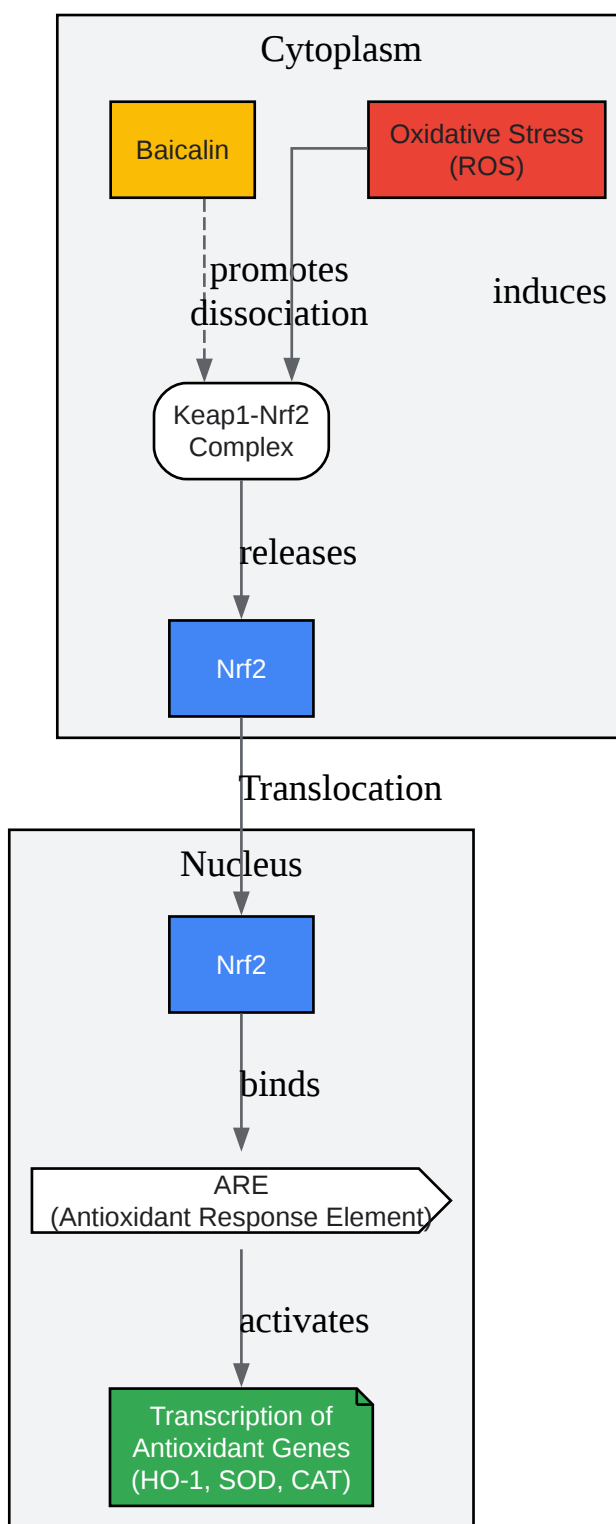 Cytoplasm
Baicalin
Oxidative Stress
(ROS)
promotes
dissociation
induces
Keap1-Nrf2
Complex
releases
Nrf2
Translocation
Nucleus
Nrf2
binds
ARE
(Antioxidant Response Element)
activates
Transcription of
Antioxidant Genes
(HO-1, SOD, CAT)